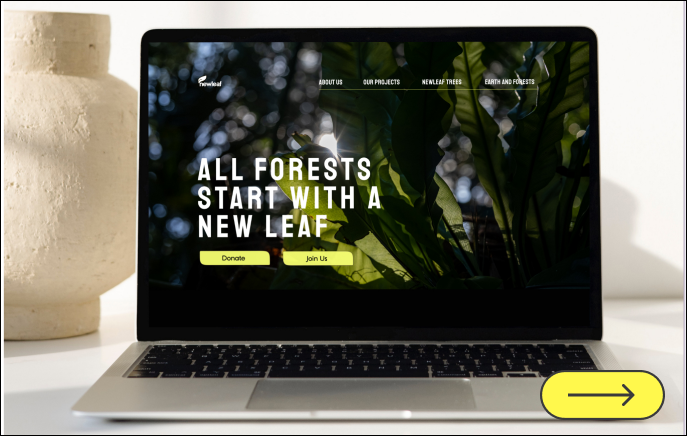 newleaf
ABOUT US OUR PROJECTS NEWLEAF TREES EARTH AND FORESTS
ALL FORESTS
START WITH A
NEW LEAF
Donate Join Us